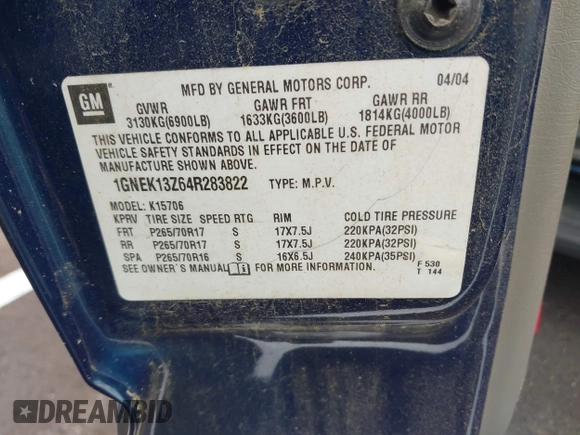 GM
MFD BY GENERAL MOTORS CORP. 04/04
GVWR GAWR FRT GAWR RR
3130KG(6900LB) 1633KG(3600LB) 1814KG(4000LB)
THIS VEHICLE CONFORMS TO ALL APPLICABLE U.S. FEDERAL MOTOR
VEHICLE SAFETY STANDARDS IN EFFECT ON THE DATE OF
MANUFACTURE SHOWN ABOVE.
1GNEK13Z64R283822 TYPE: M.P.V.
MODEL: K15706
KPRV TIRE SIZE SPEED RTG RIM COLD TIRE PRESSURE
FRT P265/70R17 S 17X7.5J 220KPA(32PSI)
RR P265/70R17 S 17X7.5J 220KPA(32PSI)
SPA P265/70R16 S 16X6.5J 240KPA(35PSI)
SEE OWNER'S MANUAL i FOR MORE INFORMATION. F 530
T 144
DREAMBID